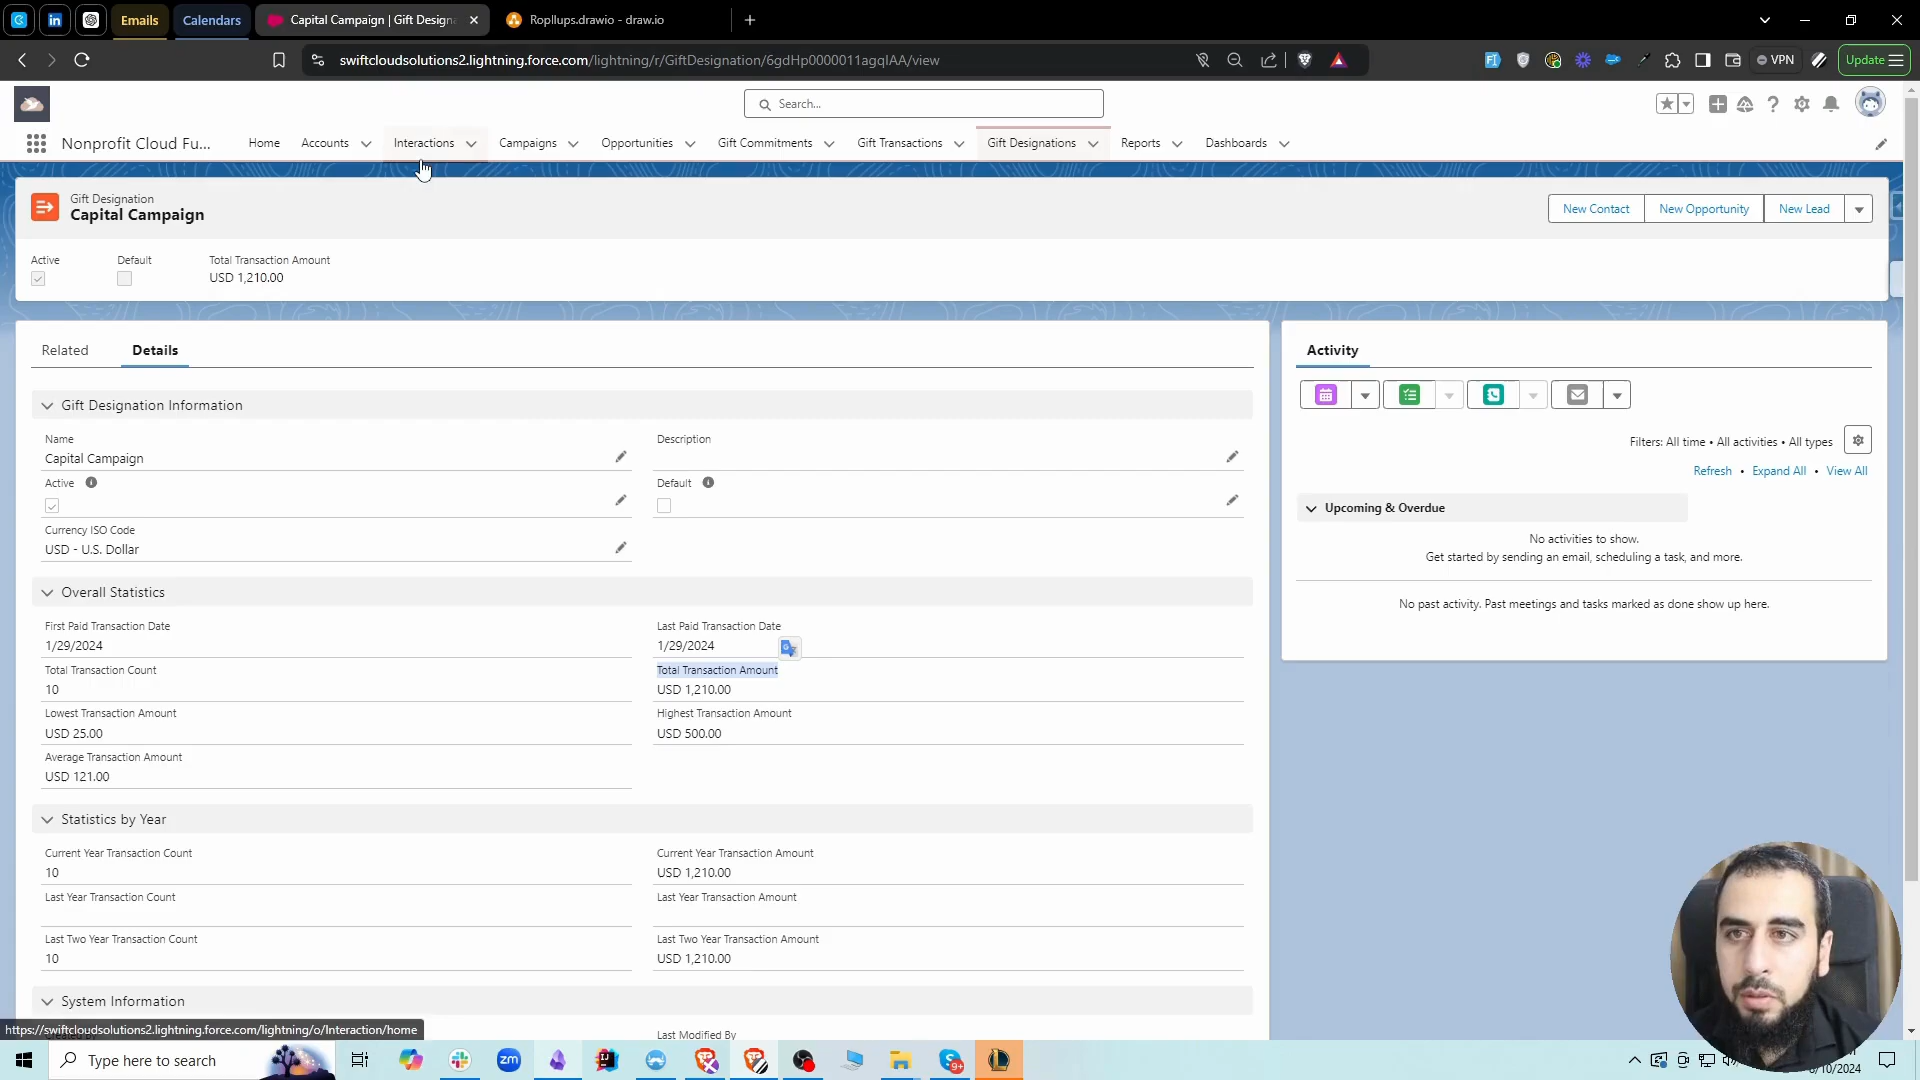 Emails
Calendars
Capital Campaign | Gift Design
Ropllups.drawio - draw.io
swiftcloudsolutions2.lightning.force.com/lightning/r/GiftDesignation/6gdHp0000011agqIAA/view
VPN
Update
Search...
Nonprofit Cloud Fu...
Home
Accounts
Interactions
Campaigns
Opportunities
Gift Commitments
Gift Transactions
Gift Designations
Reports
Dashboards
Gift Designation
Capital Campaign
New Contact
New Opportunity
New Lead
Active
Default
Total Transaction Amount
USD 1,210.00
Related
Details
Gift Designation Information
Name
Capital Campaign
Description
Active
Default
Currency ISO Code
USD - U.S. Dollar
Overall Statistics
First Paid Transaction Date
1/29/2024
Last Paid Transaction Date
1/29/2024
Total Transaction Count
10
Total Transaction Amount
USD 1,210.00
Lowest Transaction Amount
USD 25.00
Highest Transaction Amount
USD 500.00
Average Transaction Amount
USD 121.00
Statistics by Year
Current Year Transaction Count
10
Current Year Transaction Amount
USD 1,210.00
Last Year Transaction Count
Last Year Transaction Amount
Last Two Year Transaction Count
10
Last Two Year Transaction Amount
USD 1,210.00
System Information
Last Modified By
Activity
Filters: All time • All activities • All types
Refresh • Expand All • View All
Upcoming & Overdue
No activities to show.
Get started by sending an email, scheduling a task, and more.
No past activity. Past meetings and tasks marked as done show up here.
https://swiftcloudsolutions2.lightning.force.com/lightning/o/Interaction/home
Type here to search
zm
9+
/10/2024